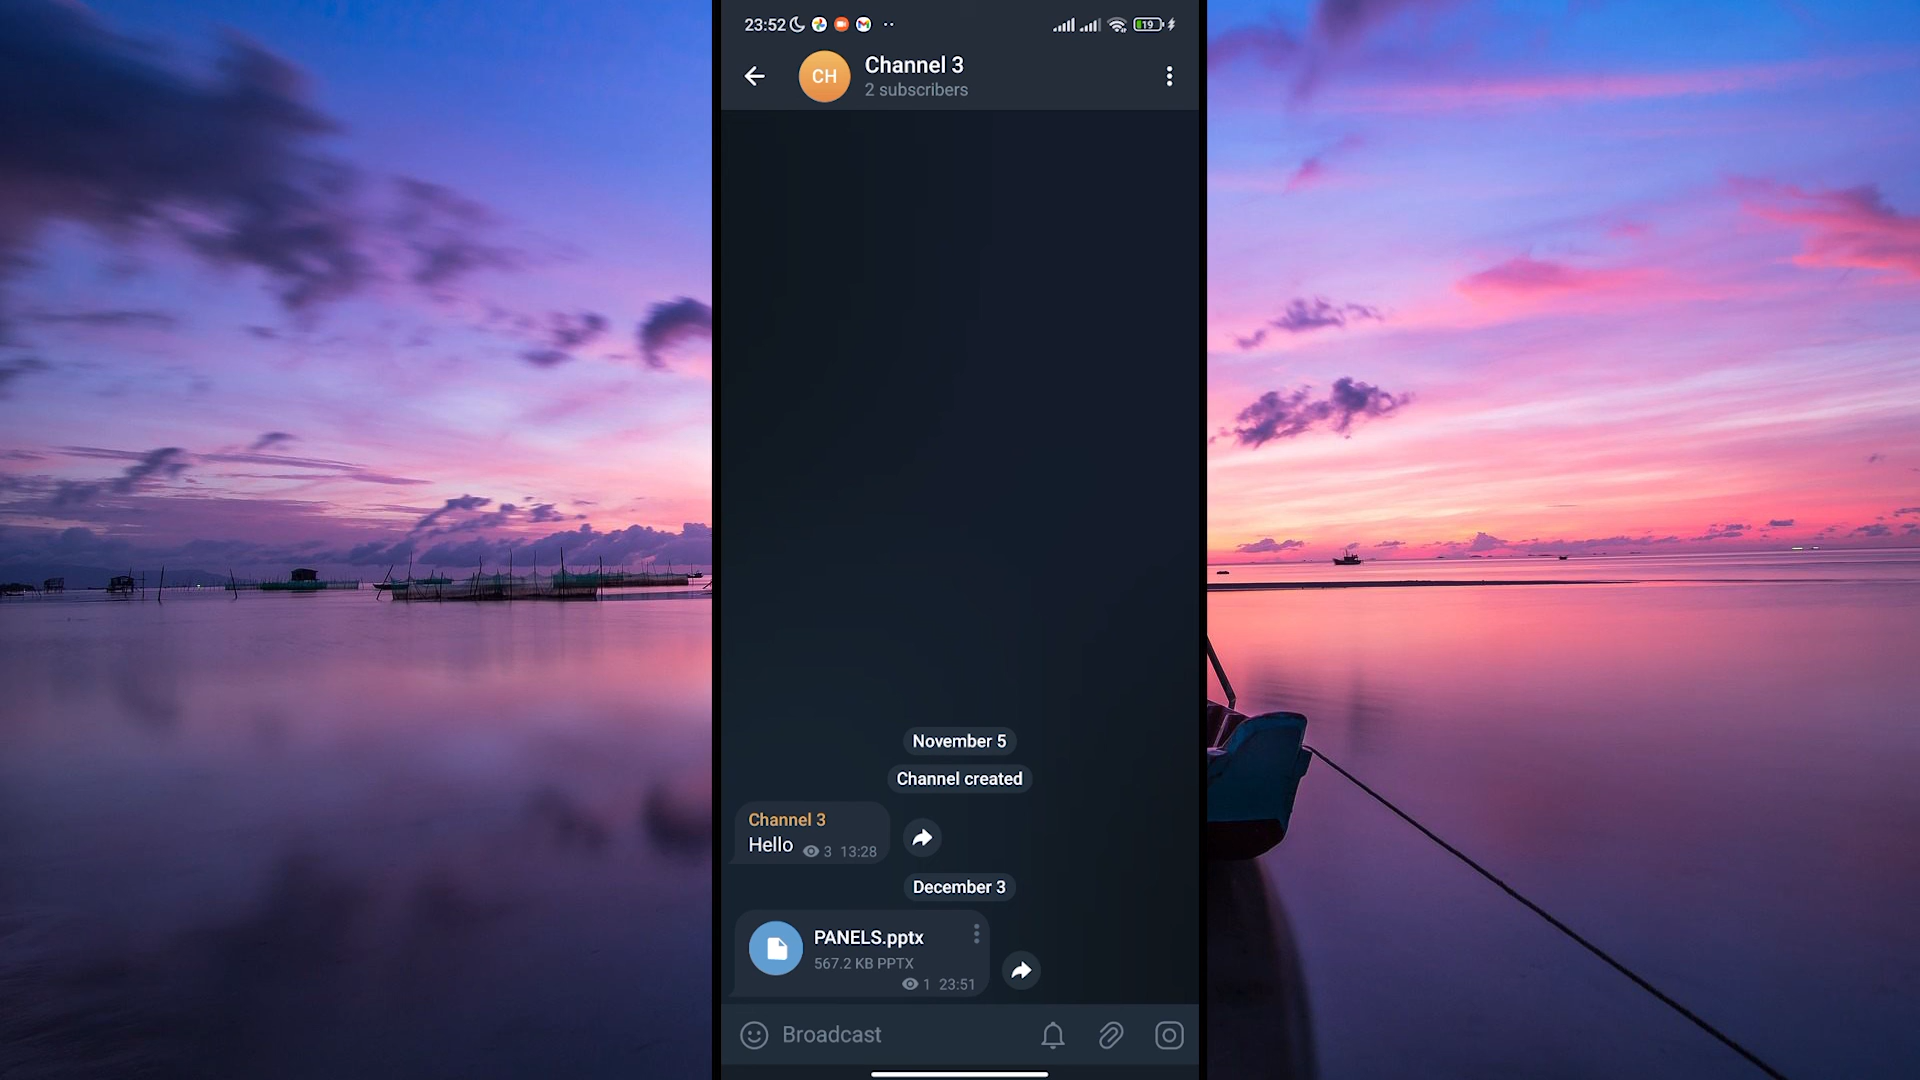 23:52
19
CH
Channel 3
2 subscribers
November 5
Channel created
Channel 3
Hello 3 13:28
December 3
PANELS.pptx
567.2 KB PPTX
1 23:51
Broadcast